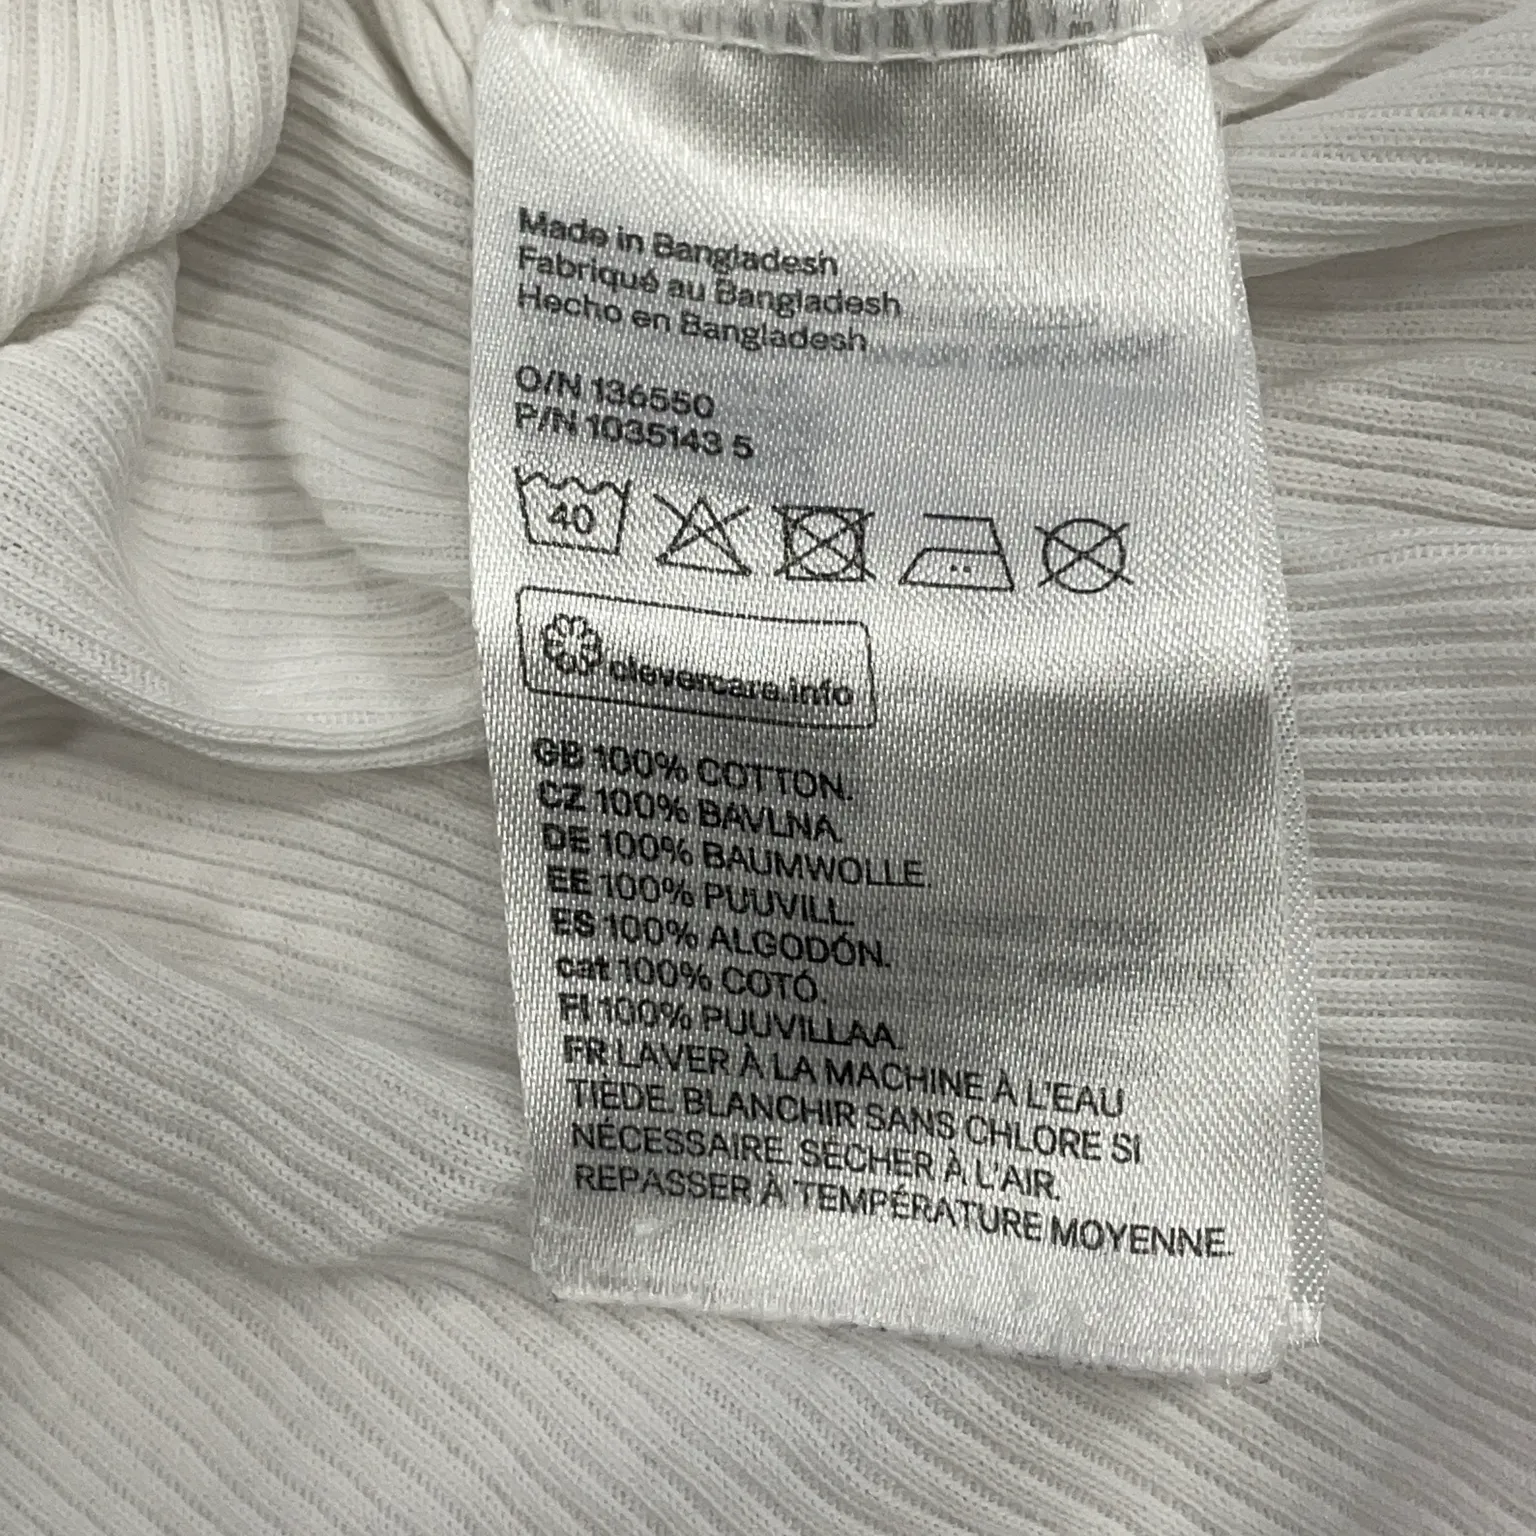 Made in Bangladesh
Fabriqué au Bangladesh
Hecho en Bangladesh
O/N 136550
P/N 1035143 5
40
clevercare.info
GB 100% COTTON.
CZ 100% BAVLNA.
DE 100% BAUMWOLLE.
EE 100% PUUVILL.
ES 100% ALGODÓN.
cat 100% COTÓ.
FI 100% PUUVILLAA.
FR LAVER À LA MACHINE À L'EAU
TIÈDE. BLANCHIR SANS CHLORE SI
NÉCESSAIRE. SÉCHER À L'AIR.
REPASSER À TEMPÉRATURE MOYENNE.